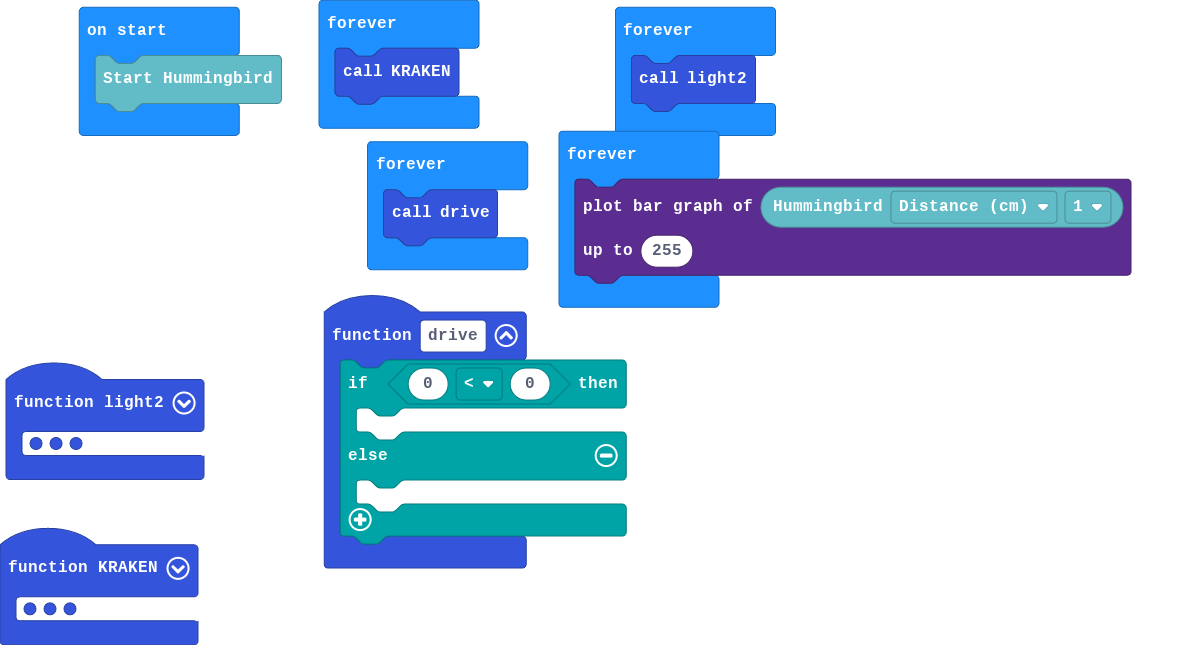 on start
Start Hummingbird
forever
call KRAKEN
forever
call light2
forever
call drive
forever
plot bar graph of Hummingbird Distance (cm) 1
up to 255
function drive
if 0 < 0 then
else
function light2
function KRAKEN